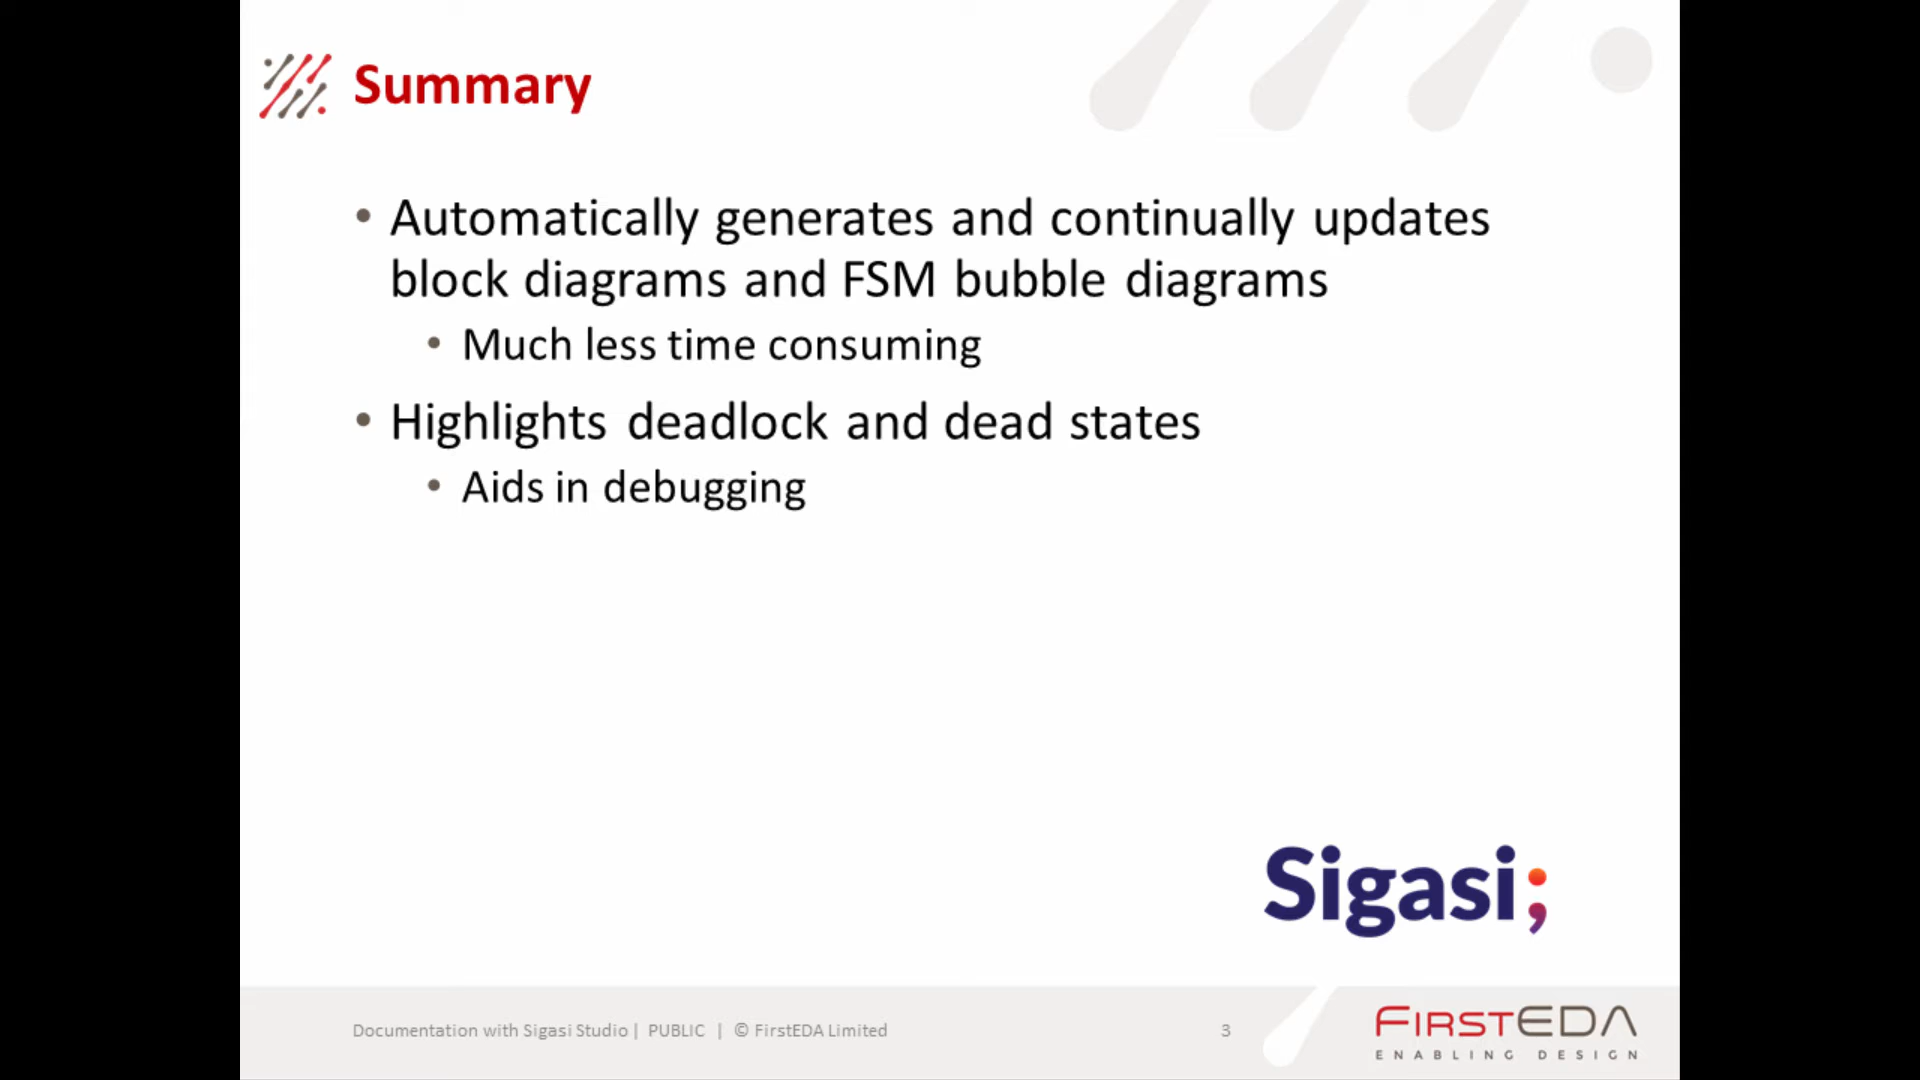 Summary
• Automatically generates and continually updates
block diagrams and FSM bubble diagrams
• Much less time consuming
• Highlights deadlock and dead states
• Aids in debugging
Sigasi;
Documentation with Sigasi Studio | PUBLIC | © FirstEDA Limited
3
FIRSTEDA
ENABLING DESIGN